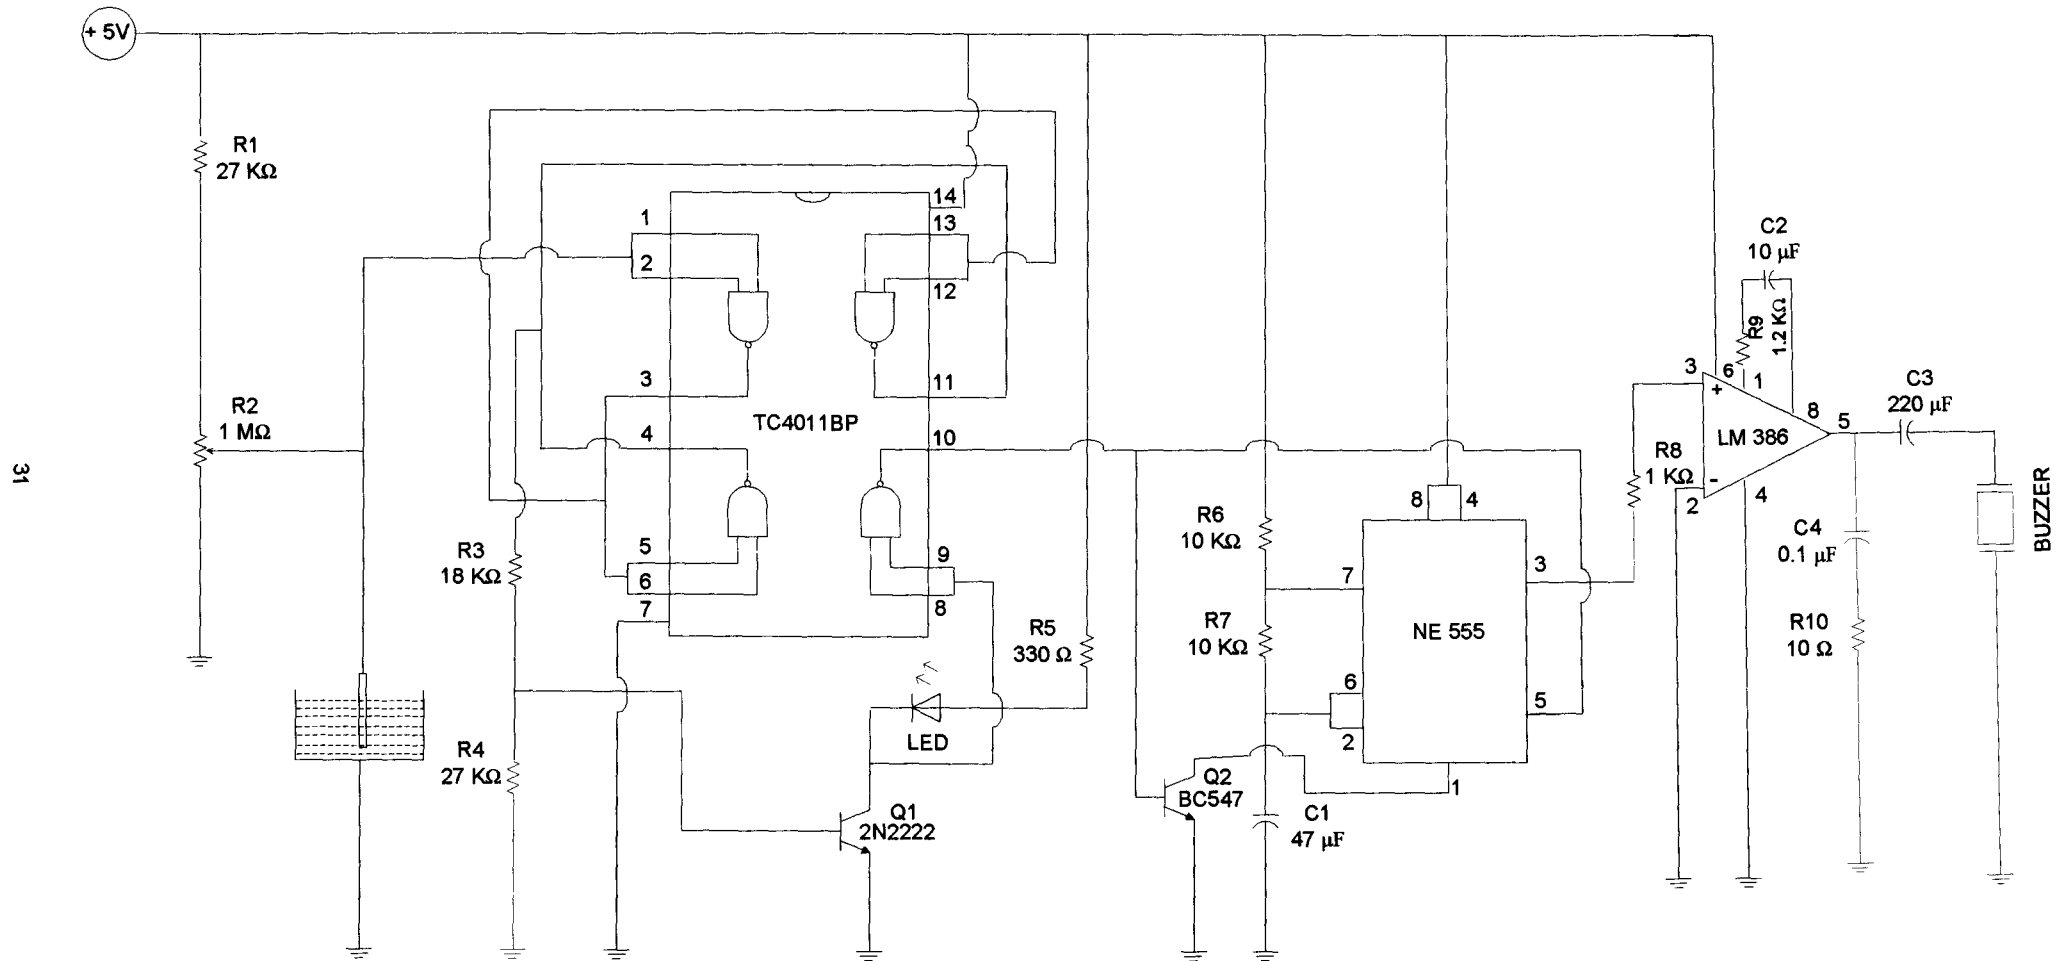 + 5V
R1
27 KΩ
R2
1 MΩ
31
14
1
13
2
12
3
11
TC4011BP
4
10
5
9
6
8
7
R3
18 KΩ
R4
27 KΩ
R5
330 Ω
LED
Q1
2N2222
Q2
BC547
R6
10 KΩ
R7
10 KΩ
C1
47 µF
8
4
7
3
NE 555
6
5
2
1
R8
1 KΩ
C2
10 µF
R9
1.2 KΩ
3
6
1
+
8
5
LM 386
-
2
4
C3
220 µF
C4
0.1 µF
R10
10 Ω
BUZZER